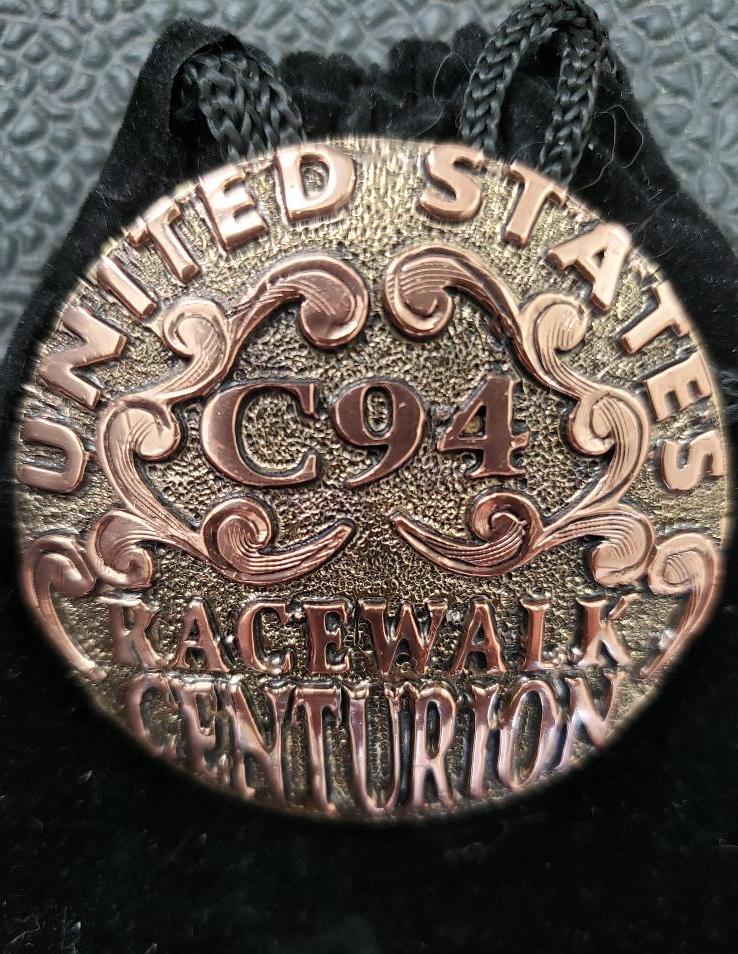 UNITED STATES
C94
RACEWALK
CENTURION